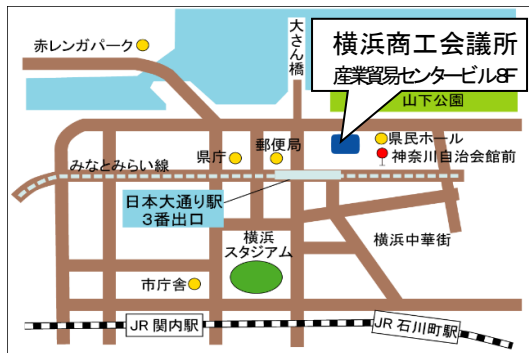 赤レンガパーク
大さん橋
横浜商工会議所
産業貿易センタービル8F
山下公園
県民ホール
神奈川自治会館前
郵便局
県庁
みなとみらい線
日本大通り駅
3番出口
横浜
スタジアム
横浜中華街
市庁舎
JR 関内駅
JR 石川町駅